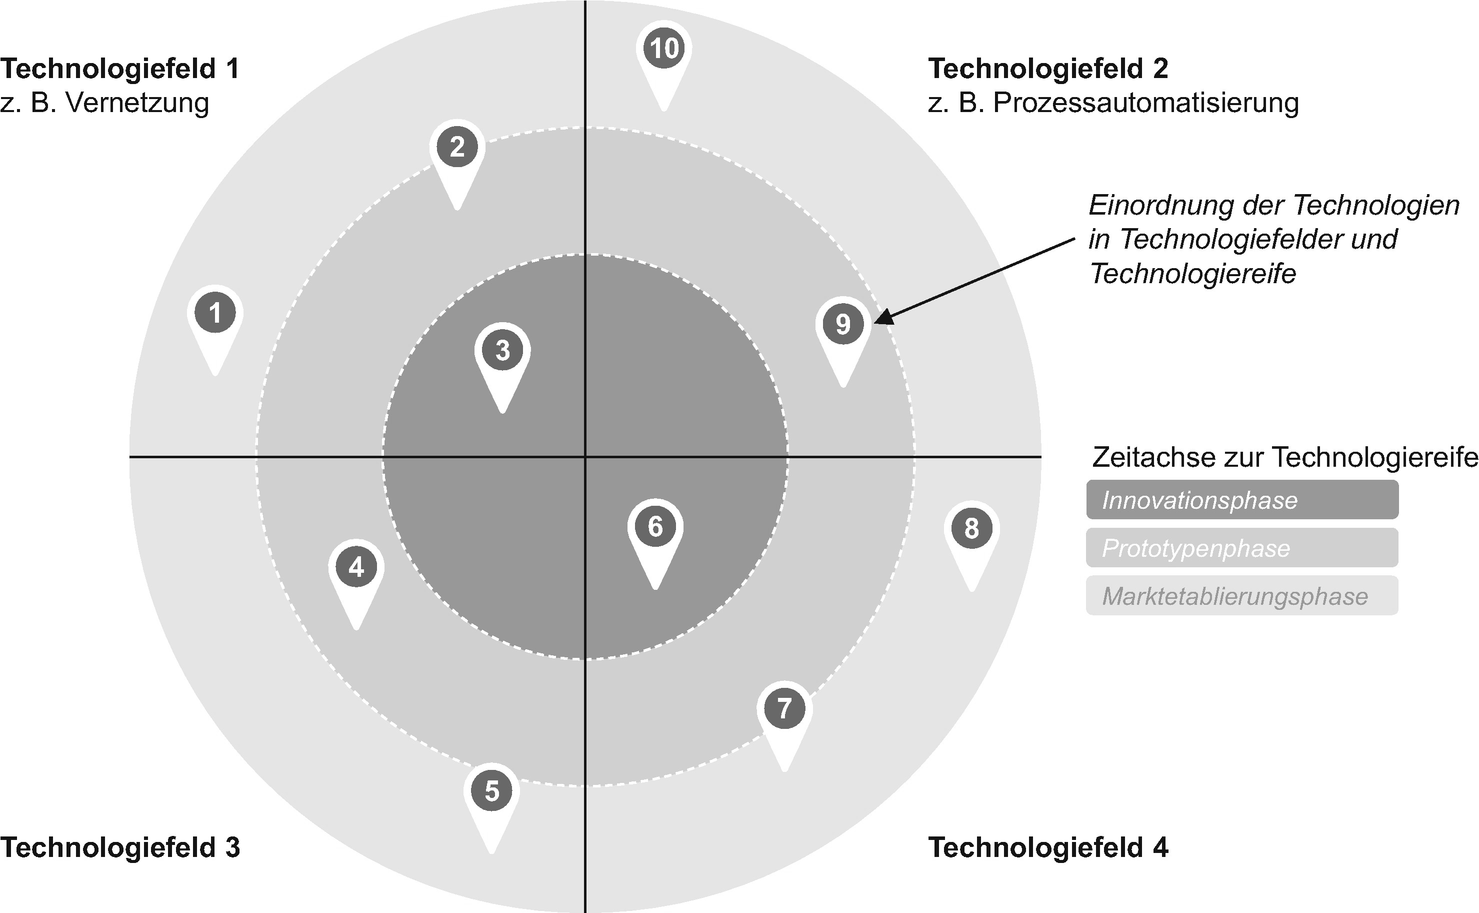 Technologiefeld 1
z. B. Vernetzung
10
Technologiefeld 2
z. B. Prozessautomatisierung
2
Einordnung der Technologien
in Technologiefelder und
Technologiereife
1
3
9
Zeitachse zur Technologiereife
Innovationsphase
Prototypenphase
Marktetablierungsphase
6
8
4
7
5
Technologiefeld 3
Technologiefeld 4